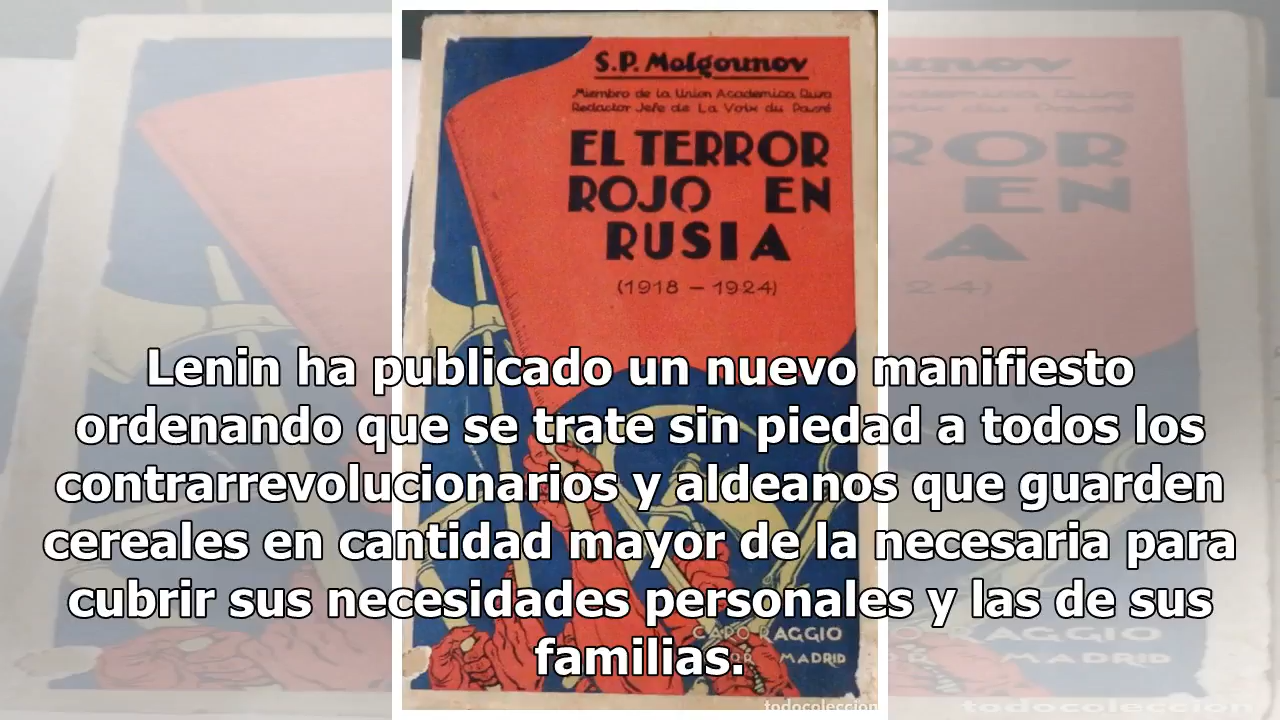 S.P. Molgounov
Miembro de la Union Academica Rusa
Redactor Jefe de La Voix du Passé
EL TERROR
ROJO EN
RUSIA
(1918 – 1924)
Lenin ha publicado un nuevo manifiesto
ordenando que se trate sin piedad a todos los
contrarrevolucionarios y aldeanos que guarden
cereales en cantidad mayor de la necesaria para
cubrir sus necesidades personales y las de sus
familias.
CARO RAGGIO
MADRID
todocoleccion